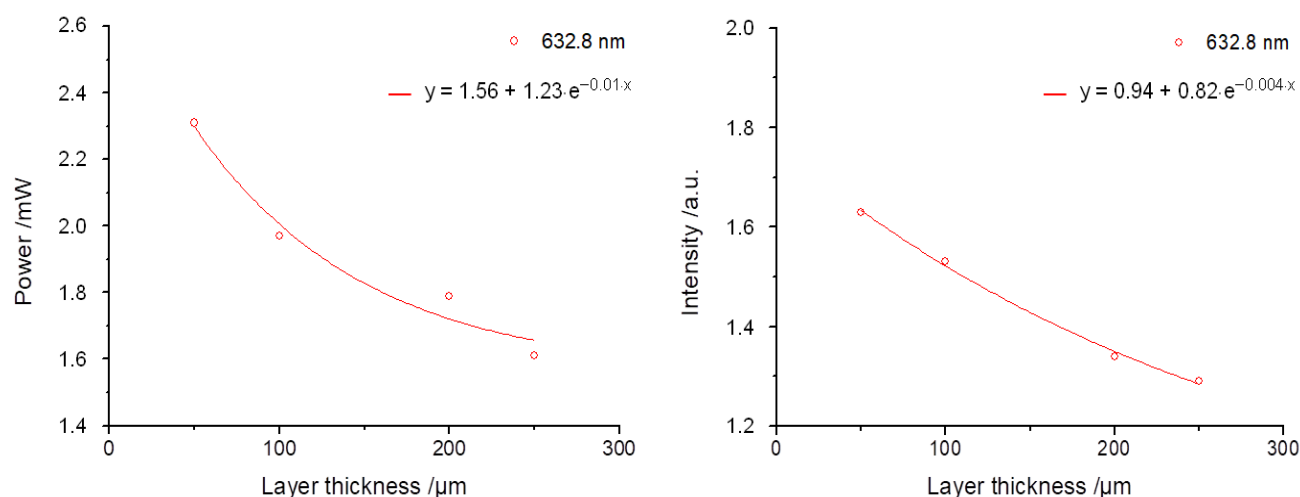 2.6
2.4
2.2
2.0
1.8
1.6
1.4
0
100
200
300
Power /mW
Layer thickness /µm
632.8 nm
y = 1.56 + 1.23·e^−0.01·x
2.0
1.8
1.6
1.4
1.2
0
100
200
300
Intensity /a.u.
Layer thickness /µm
632.8 nm
y = 0.94 + 0.82·e^−0.004·x